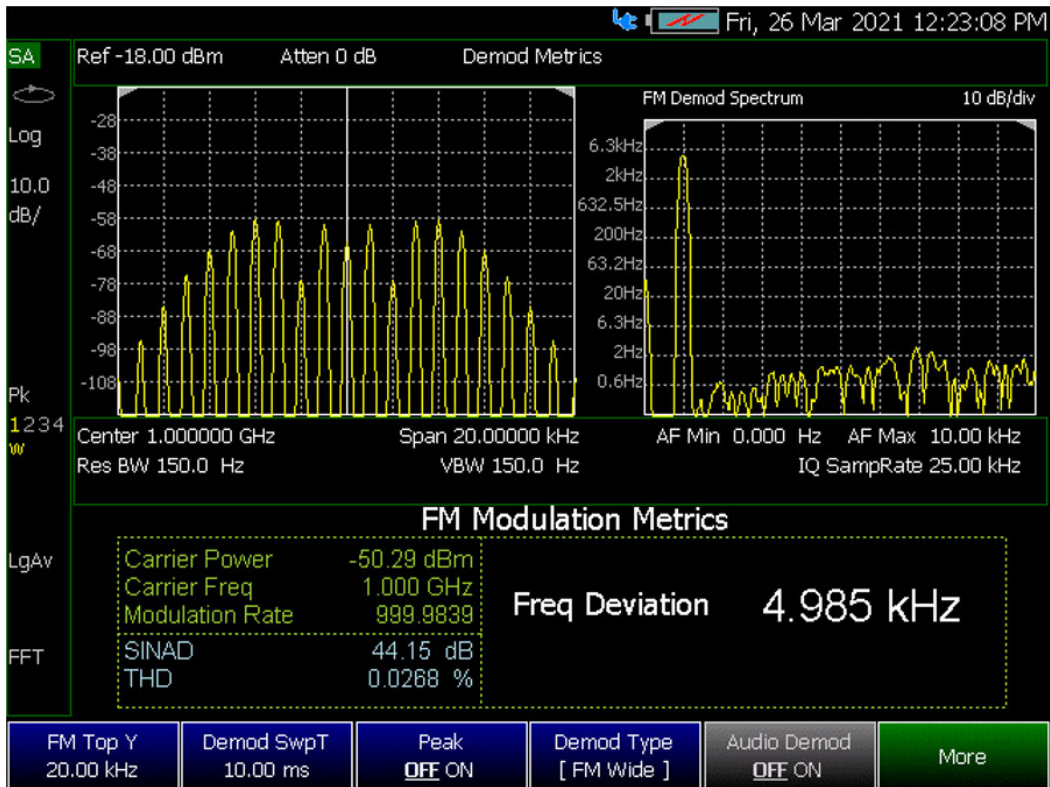 Fri, 26 Mar 2021 12:23:08 PM
SA
Ref -18.00 dBm Atten 0 dB Demod Metrics
Log
10.0
dB/
Pk
1234
W
LgAv
FFT
-28
-38
-48
-58
-68
-78
-88
-98
-108
FM Demod Spectrum 10 dB/div
6.3kHz
2kHz
632.5Hz
200Hz
63.2Hz
20Hz
6.3Hz
2Hz
0.6Hz
Center 1.000000 GHz Span 20.00000 kHz AF Min 0.000 Hz AF Max 10.00 kHz
Res BW 150.0 Hz VBW 150.0 Hz IQ SampRate 25.00 kHz
FM Modulation Metrics
Carrier Power -50.29 dBm
Carrier Freq 1.000 GHz
Modulation Rate 999.9839
SINAD 44.15 dB
THD 0.0268 %
Freq Deviation 4.985 kHz
FM Top Y
20.00 kHz
Demod SwpT
10.00 ms
Peak
OFF ON
Demod Type
[ FM Wide ]
Audio Demod
OFF ON
More